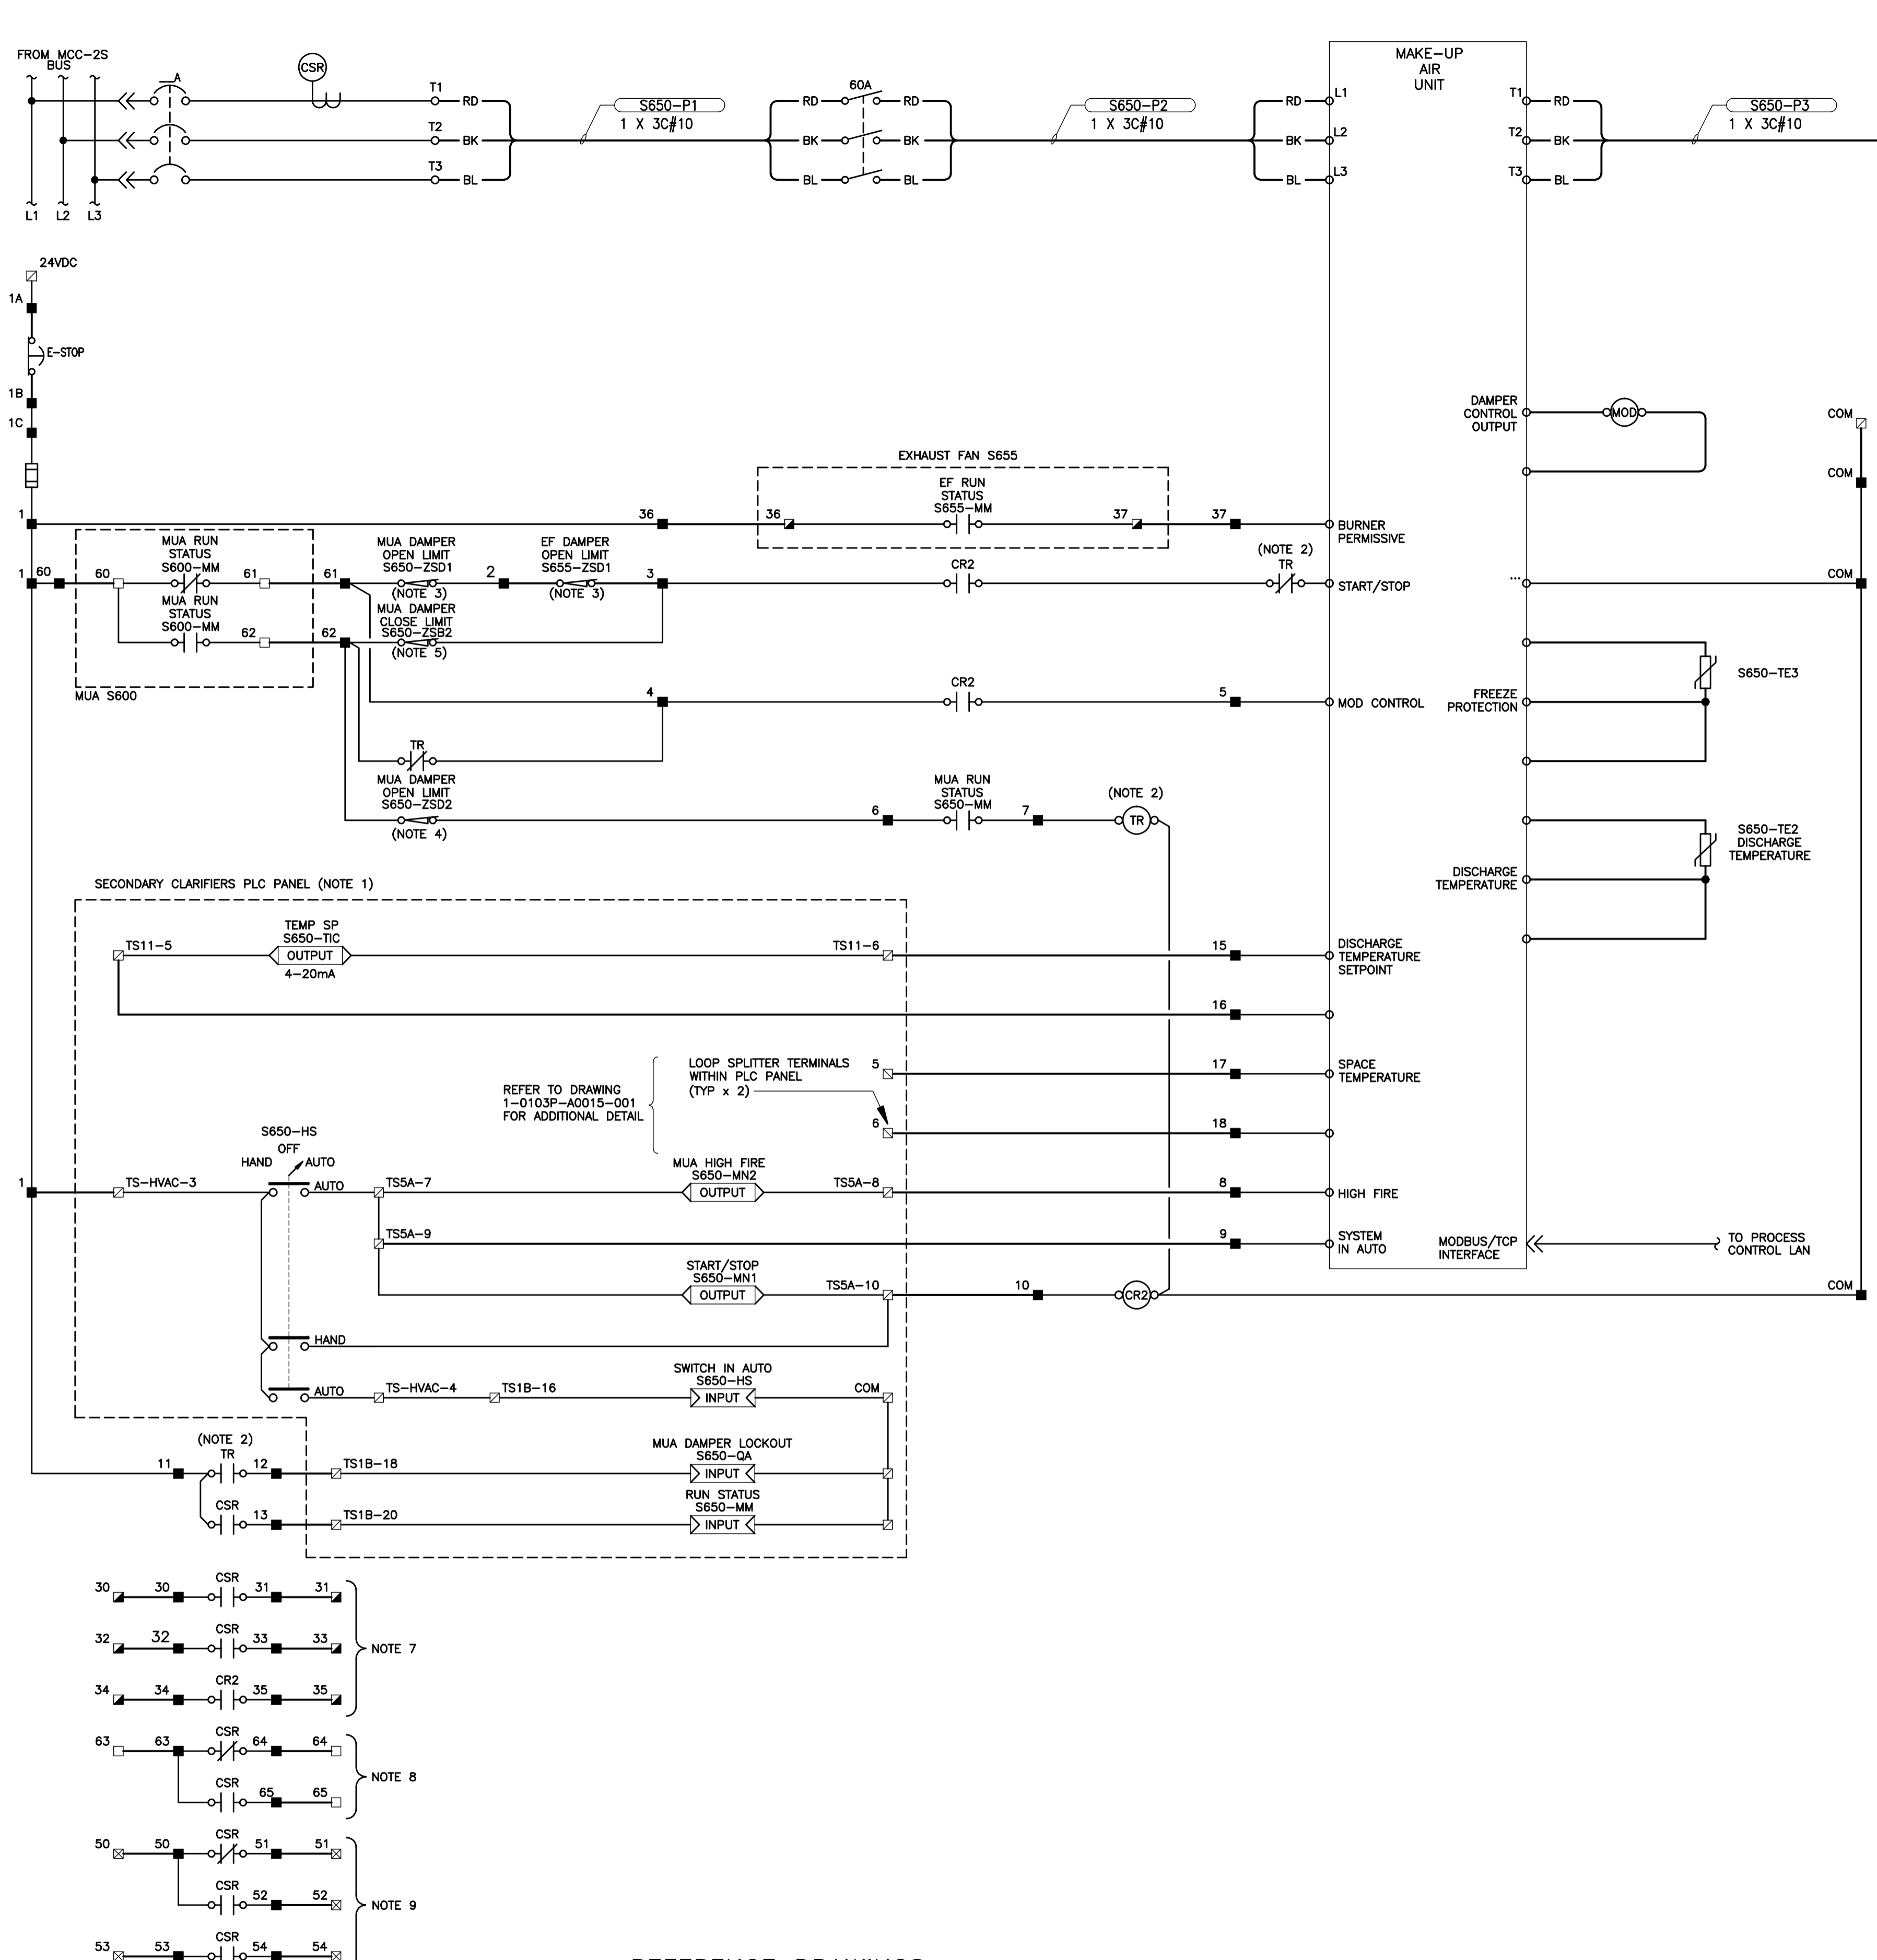 FROM MCC-2S
BUS
A
CSR
T1
RD
T2
BK
T3
BL
L1
L2
L3
S650-P1
1 X 3C#10
60A
RD
RD
BK
BK
BL
BL
S650-P2
1 X 3C#10
RD
BK
BL
L1
L2
L3
MAKE-UP
AIR
UNIT
T1
T2
T3
RD
BK
BL
S650-P3
1 X 3C#10
24VDC
1A
E-STOP
1B
1C
DAMPER
CONTROL
OUTPUT
MOD
COM
COM
EXHAUST FAN S655
EF RUN
STATUS
S655-MM
1
36
36
37
37
BURNER
PERMISSIVE
1
60
60
MUA RUN
STATUS
S600-MM
61
61
MUA DAMPER
OPEN LIMIT
S650-ZSD1
(NOTE 3)
2
EF DAMPER
OPEN LIMIT
S655-ZSD1
(NOTE 3)
3
CR2
(NOTE 2)
TR
START/STOP
...
COM
MUA RUN
STATUS
S600-MM
62
62
MUA DAMPER
CLOSE LIMIT
S650-ZSB2
(NOTE 5)
MUA S600
4
CR2
5
MOD CONTROL
FREEZE
PROTECTION
S650-TE3
TR
MUA DAMPER
OPEN LIMIT
S650-ZSD2
(NOTE 4)
6
MUA RUN
STATUS
S650-MM
7
(NOTE 2)
TR
S650-TE2
DISCHARGE
TEMPERATURE
DISCHARGE
TEMPERATURE
SECONDARY CLARIFIERS PLC PANEL (NOTE 1)
TS11-5
TEMP SP
S650-TIC
OUTPUT
4-20mA
TS11-6
15
DISCHARGE
TEMPERATURE
SETPOINT
16
REFER TO DRAWING
1-0103P-A0015-001
FOR ADDITIONAL DETAIL
LOOP SPLITTER TERMINALS
WITHIN PLC PANEL
(TYP x 2)
5
17
SPACE
TEMPERATURE
6
18
S650-HS
OFF
HAND
AUTO
1
TS-HVAC-3
AUTO
TS5A-7
MUA HIGH FIRE
S650-MN2
OUTPUT
TS5A-8
8
HIGH FIRE
TS5A-9
9
SYSTEM
IN AUTO
MODBUS/TCP
INTERFACE
TO PROCESS
CONTROL LAN
START/STOP
S650-MN1
OUTPUT
TS5A-10
10
CR2
COM
HAND
AUTO
TS-HVAC-4
TS1B-16
SWITCH IN AUTO
S650-HS
INPUT
COM
(NOTE 2)
11
TR
12
TS1B-18
MUA DAMPER LOCKOUT
S650-QA
INPUT
CSR
13
TS1B-20
RUN STATUS
S650-MM
INPUT
30
30
CSR
31
31
32
32
CSR
33
33
NOTE 7
34
34
CR2
35
35
63
63
CSR
64
64
NOTE 8
CSR
65
65
50
50
CSR
51
51
CSR
52
52
NOTE 9
53
53
CSR
54
54